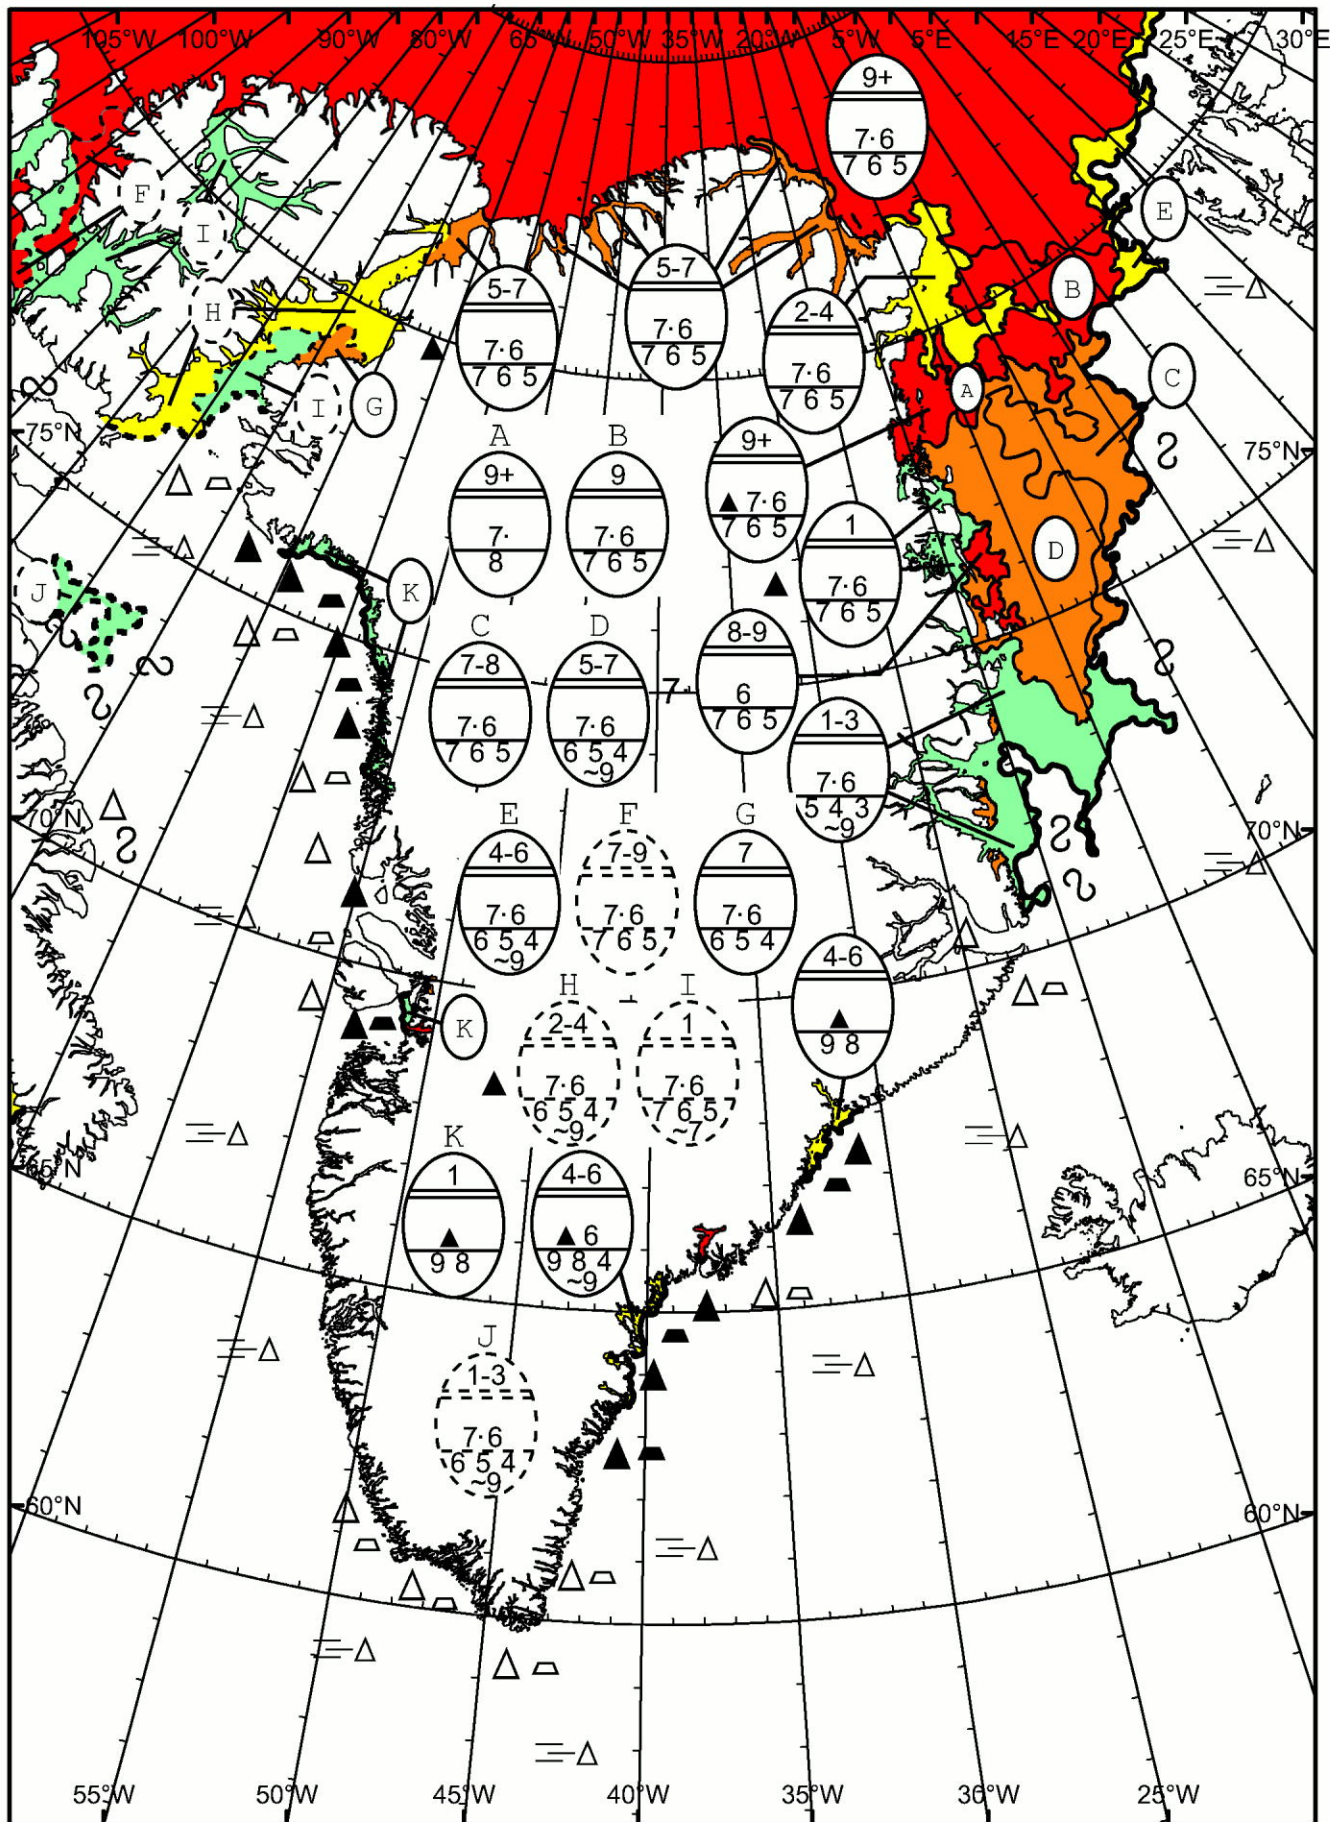 105°W 100°W 90°W 80°W 65°W 50°W 35°W 20°W 5°W 5°E 15°E 20°E 25°E 30°E
9+
7·6
7 6 5
F
I
E
H
B
5-7
7·6
7 6 5
5-7
7·6
7 6 5
2-4
7·6
7 6 5
I
G
A
C
75°N
75°N
A
9+
7·
8
B
9
7·6
7 6 5
9+
▲ 7·6
7 6 5
1
7·6
7 6 5
D
J
K
C
7-8
7·6
7 6 5
D
5-7
7·6
6 5 4
~9
7·
8-9
6
7 6 5
1-3
7·6
5 4 3
~9
70°N
70°N
E
4-6
7·6
6 5 4
~9
F
7-9
7·6
7 6 5
G
7
7·6
6 5 4
4-6
▲
9 8
K
H
2-4
7·6
6 5 4
~9
I
1
7·6
7 6 5
~7
65°N
65°N
K
1
▲
9 8
4-6
▲ 6
9 8 4
~9
J
1-3
7·6
6 5 4
~9
60°N
60°N
55°W 50°W 45°W 40°W 35°W 30°W 25°W